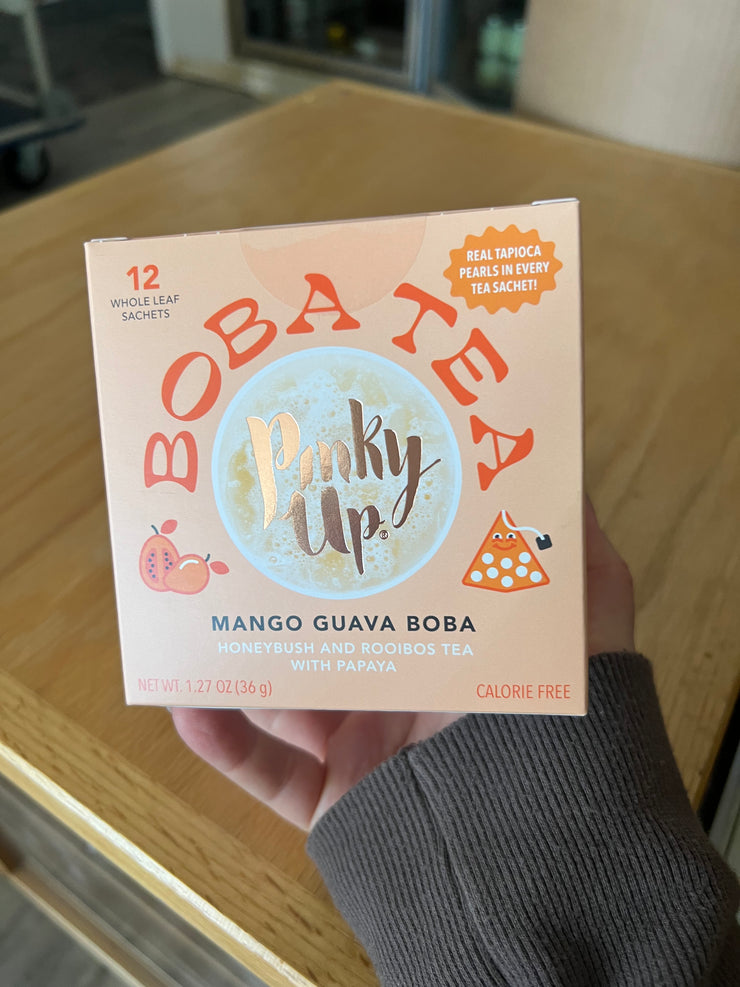 12
WHOLE LEAF
SACHETS
REAL TAPIOCA
PEARLS IN EVERY
TEA SACHET!
BOBA TEA
Pinky
Up®
MANGO GUAVA BOBA
HONEYBUSH AND ROOIBOS TEA
WITH PAPAYA
NET WT. 1.27 OZ (36 g)
CALORIE FREE